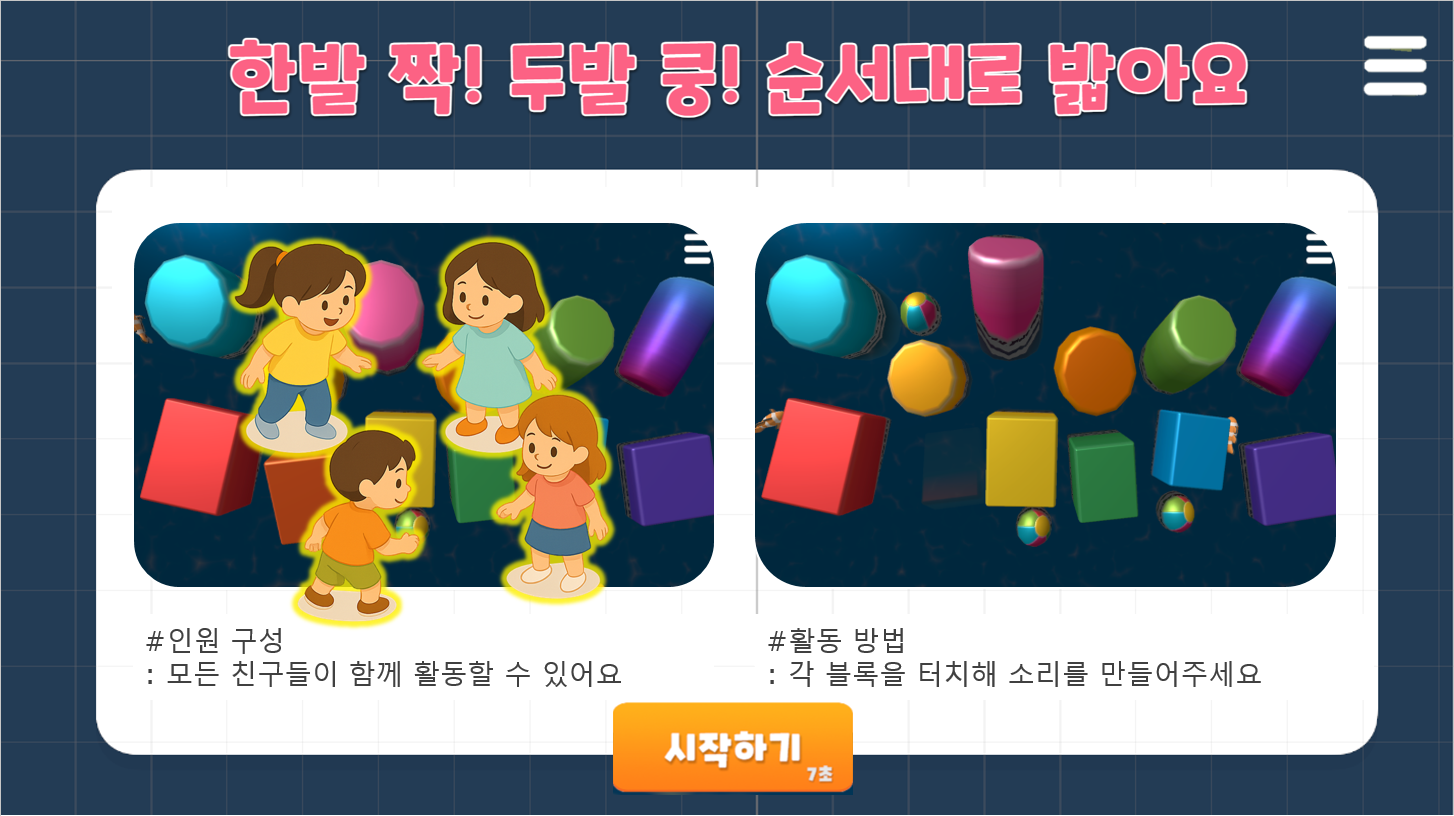 한발 짝! 두발 쿵! 순서대로 밟아요
#인원 구성
: 모든 친구들이 함께 활동할 수 있어요
#활동 방법
: 각 블록을 터치해 소리를 만들어주세요
시작하기
7초